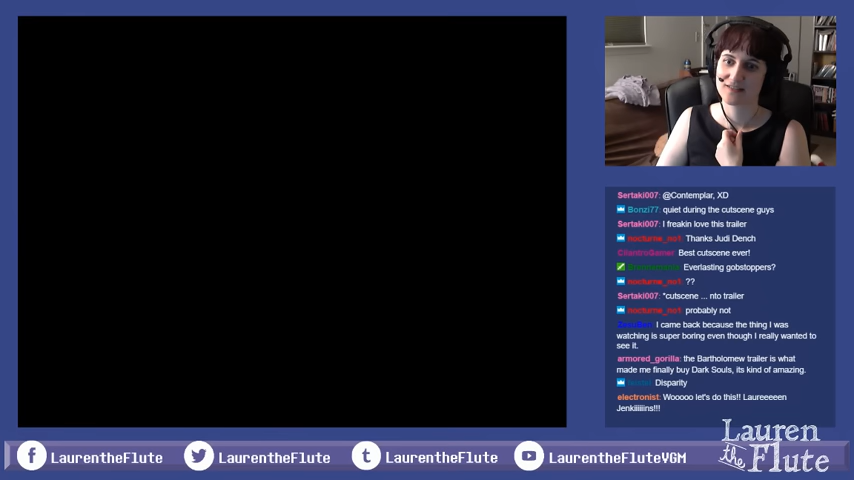 Sertaki007: @Contemplar, XD
Bonzi77: quiet during the cutscene guys
Sertaki007: I freakin love this trailer
nocturne_no1: Thanks Judi Dench
Best cutscene ever!
Everlasting gobstoppers?
nocturne_no1: ??
Sertaki007: "cutscene ... nto trailer
nocturne_no1: probably not
I came back because the thing I was
watching is super boring even though I really wanted to
see it.
armored_gorilla: the Bartholomew trailer is what
made me finally buy Dark Souls, its kind of amazing.
Disparity
electronist: Wooooo let's do this!! Laureeeeen
Jenkiiiiiins!!!
LaurentheFlute
LaurentheFlute
LaurentheFlute
LaurentheFluteVGM
Lauren
the Flute